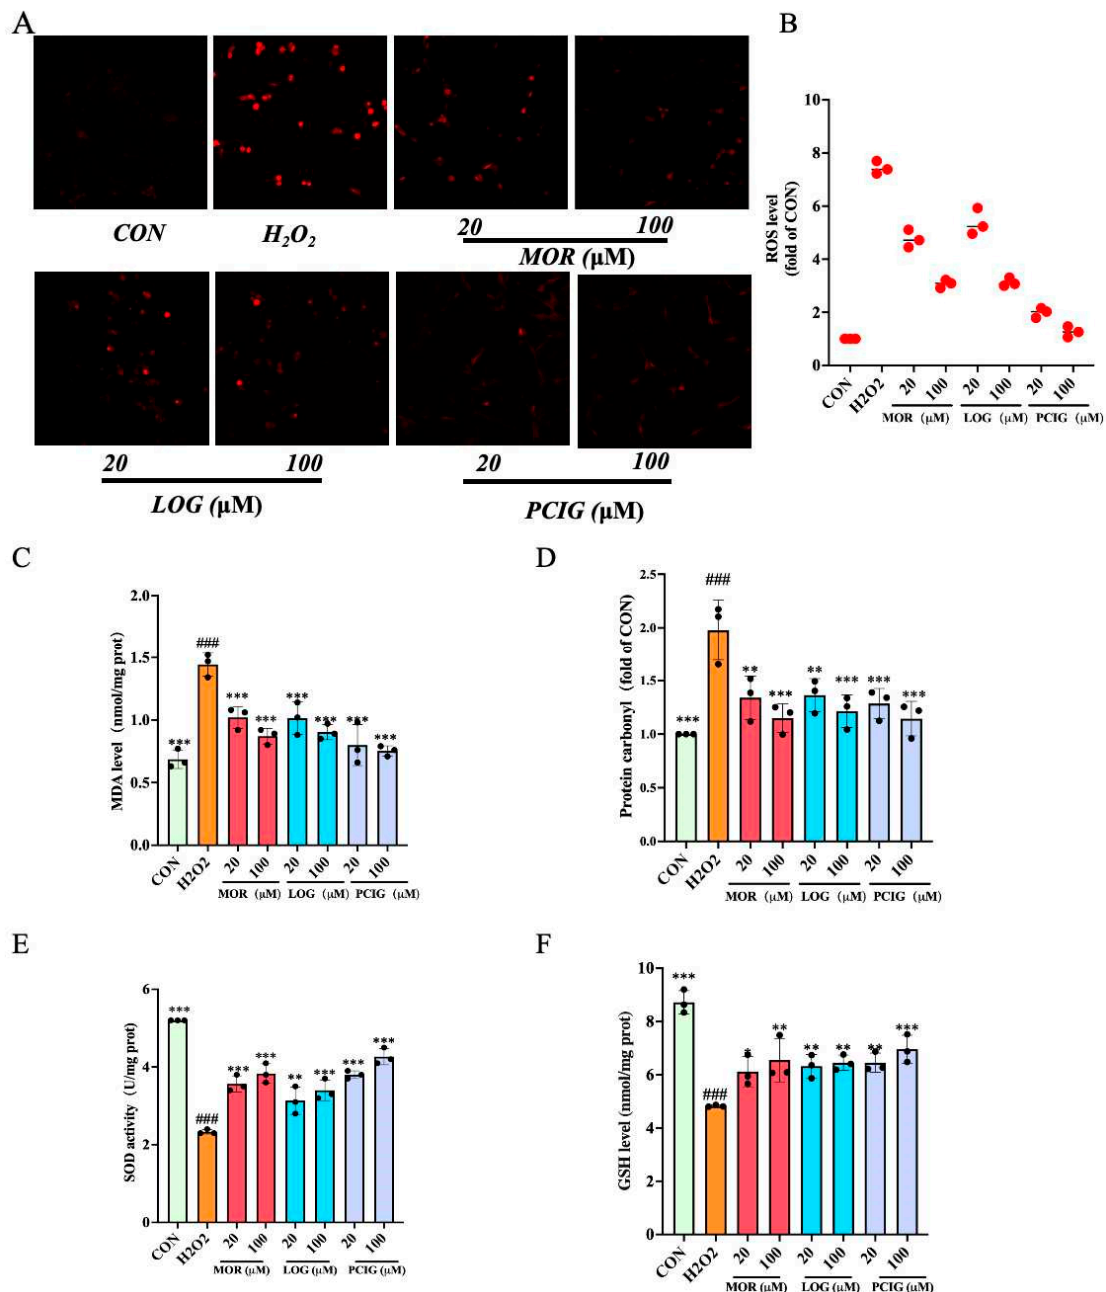 A
CON
H₂O₂
20
100
MOR (μM)
20
100
LOG (μM)
20
100
PCIG (μM)
B
ROS level
(fold of CON)
10
8
6
4
2
0
CON
H2O2
20
100
20
100
20
100
MOR (μM)
LOG (μM)
PCIG (μM)
C
MDA level (nmol/mg prot)
2.0
1.5
1.0
0.5
0.0
***
###
***
***
***
***
***
***
CON
H2O2
20
100
20
100
20
100
MOR (μM)
LOG (μM)
PCIG (μM)
D
Protein carbonyl (fold of CON)
2.5
2.0
1.5
1.0
0.5
0.0
***
###
**
***
**
***
***
***
CON
H2O2
20
100
20
100
20
100
MOR (μM)
LOG (μM)
PCIG (μM)
E
SOD activity (U/mg prot)
6
4
2
0
***
###
***
***
**
***
***
***
CON
H2O2
20
100
20
100
20
100
MOR (μM)
LOG (μM)
PCIG (μM)
F
GSH level (nmol/mg prot)
10
8
6
4
2
0
***
###
*
**
**
**
**
***
CON
H2O2
20
100
20
100
20
100
MOR (μM)
LOG (μM)
PCIG (μM)